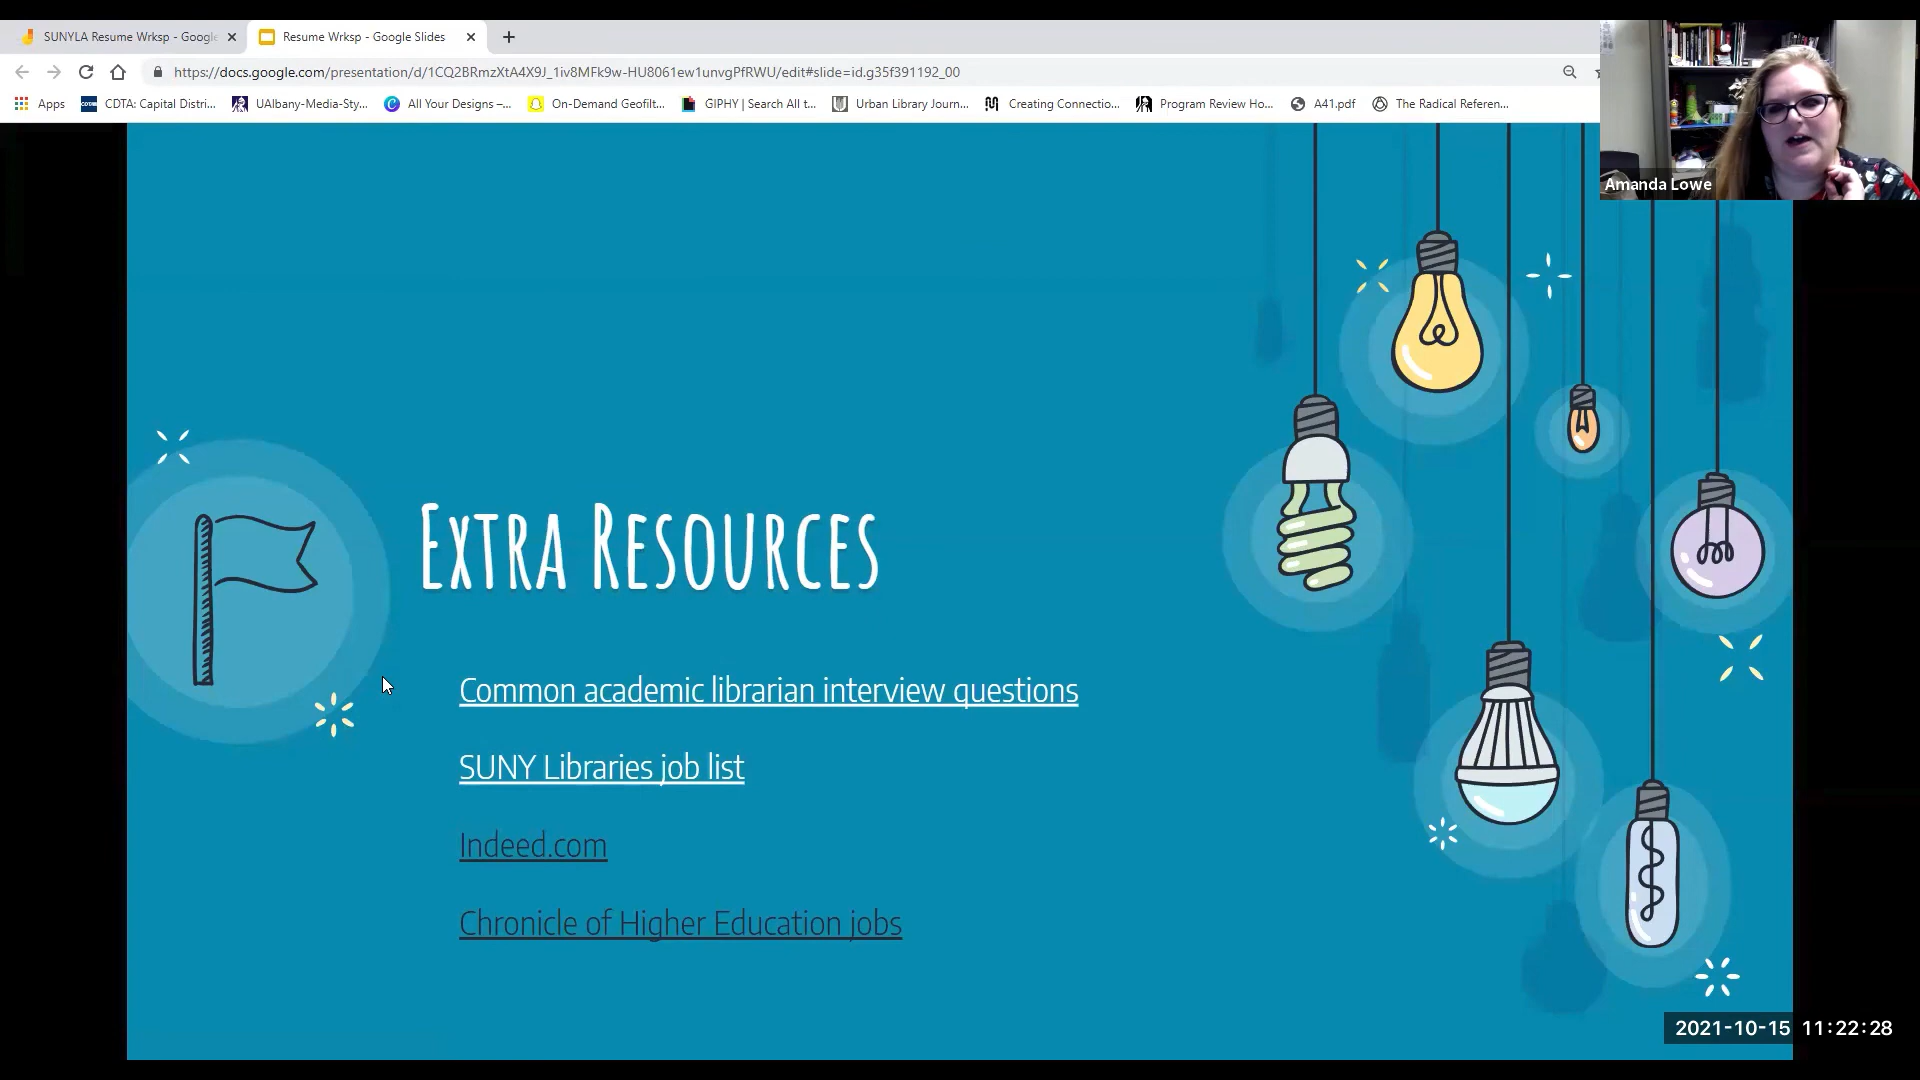 SUNYLA Resume Wrksp - Google
Resume Wrksp - Google Slides
https://docs.google.com/presentation/d/1CQ2BRmzXtA4X9J_1iv8MFk9w-HU8061ew1unvgPfRWU/edit#slide=id.g35f391192_00
Apps CDTA: Capital Distri... UAlbany-Media-Sty... All Your Designs –... On-Demand Geofilt... GIPHY | Search All t... Urban Library Journ... Creating Connectio... Program Review Ho... A41.pdf The Radical Referen...
Amanda Lowe
Extra Resources
Common academic librarian interview questions
SUNY Libraries job list
Indeed.com
Chronicle of Higher Education jobs
2021-10-15 11:22:28